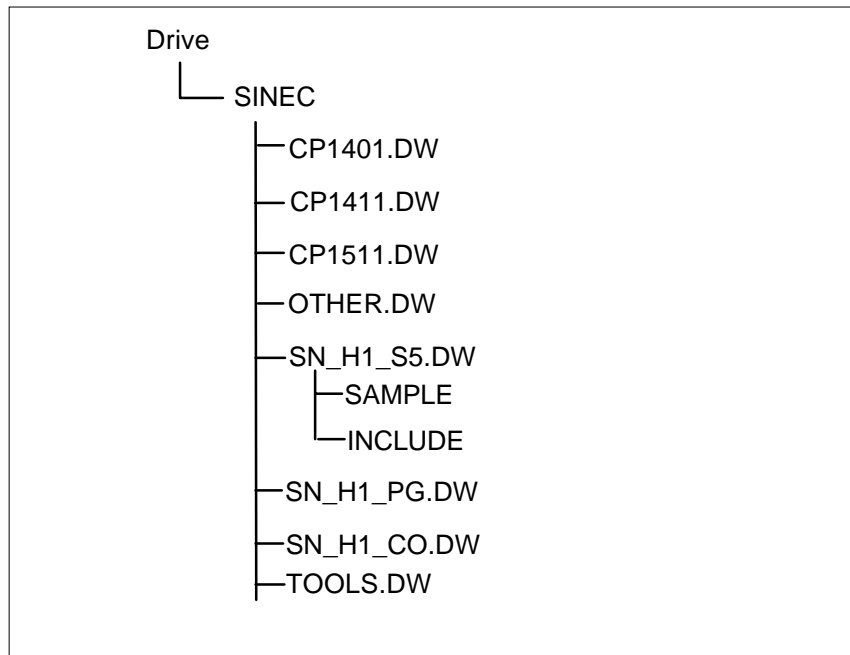 Drive
SINEC
CP1401.DW
CP1411.DW
CP1511.DW
OTHER.DW
SN_H1_S5.DW
SAMPLE
INCLUDE
SN_H1_PG.DW
SN_H1_CO.DW
TOOLS.DW